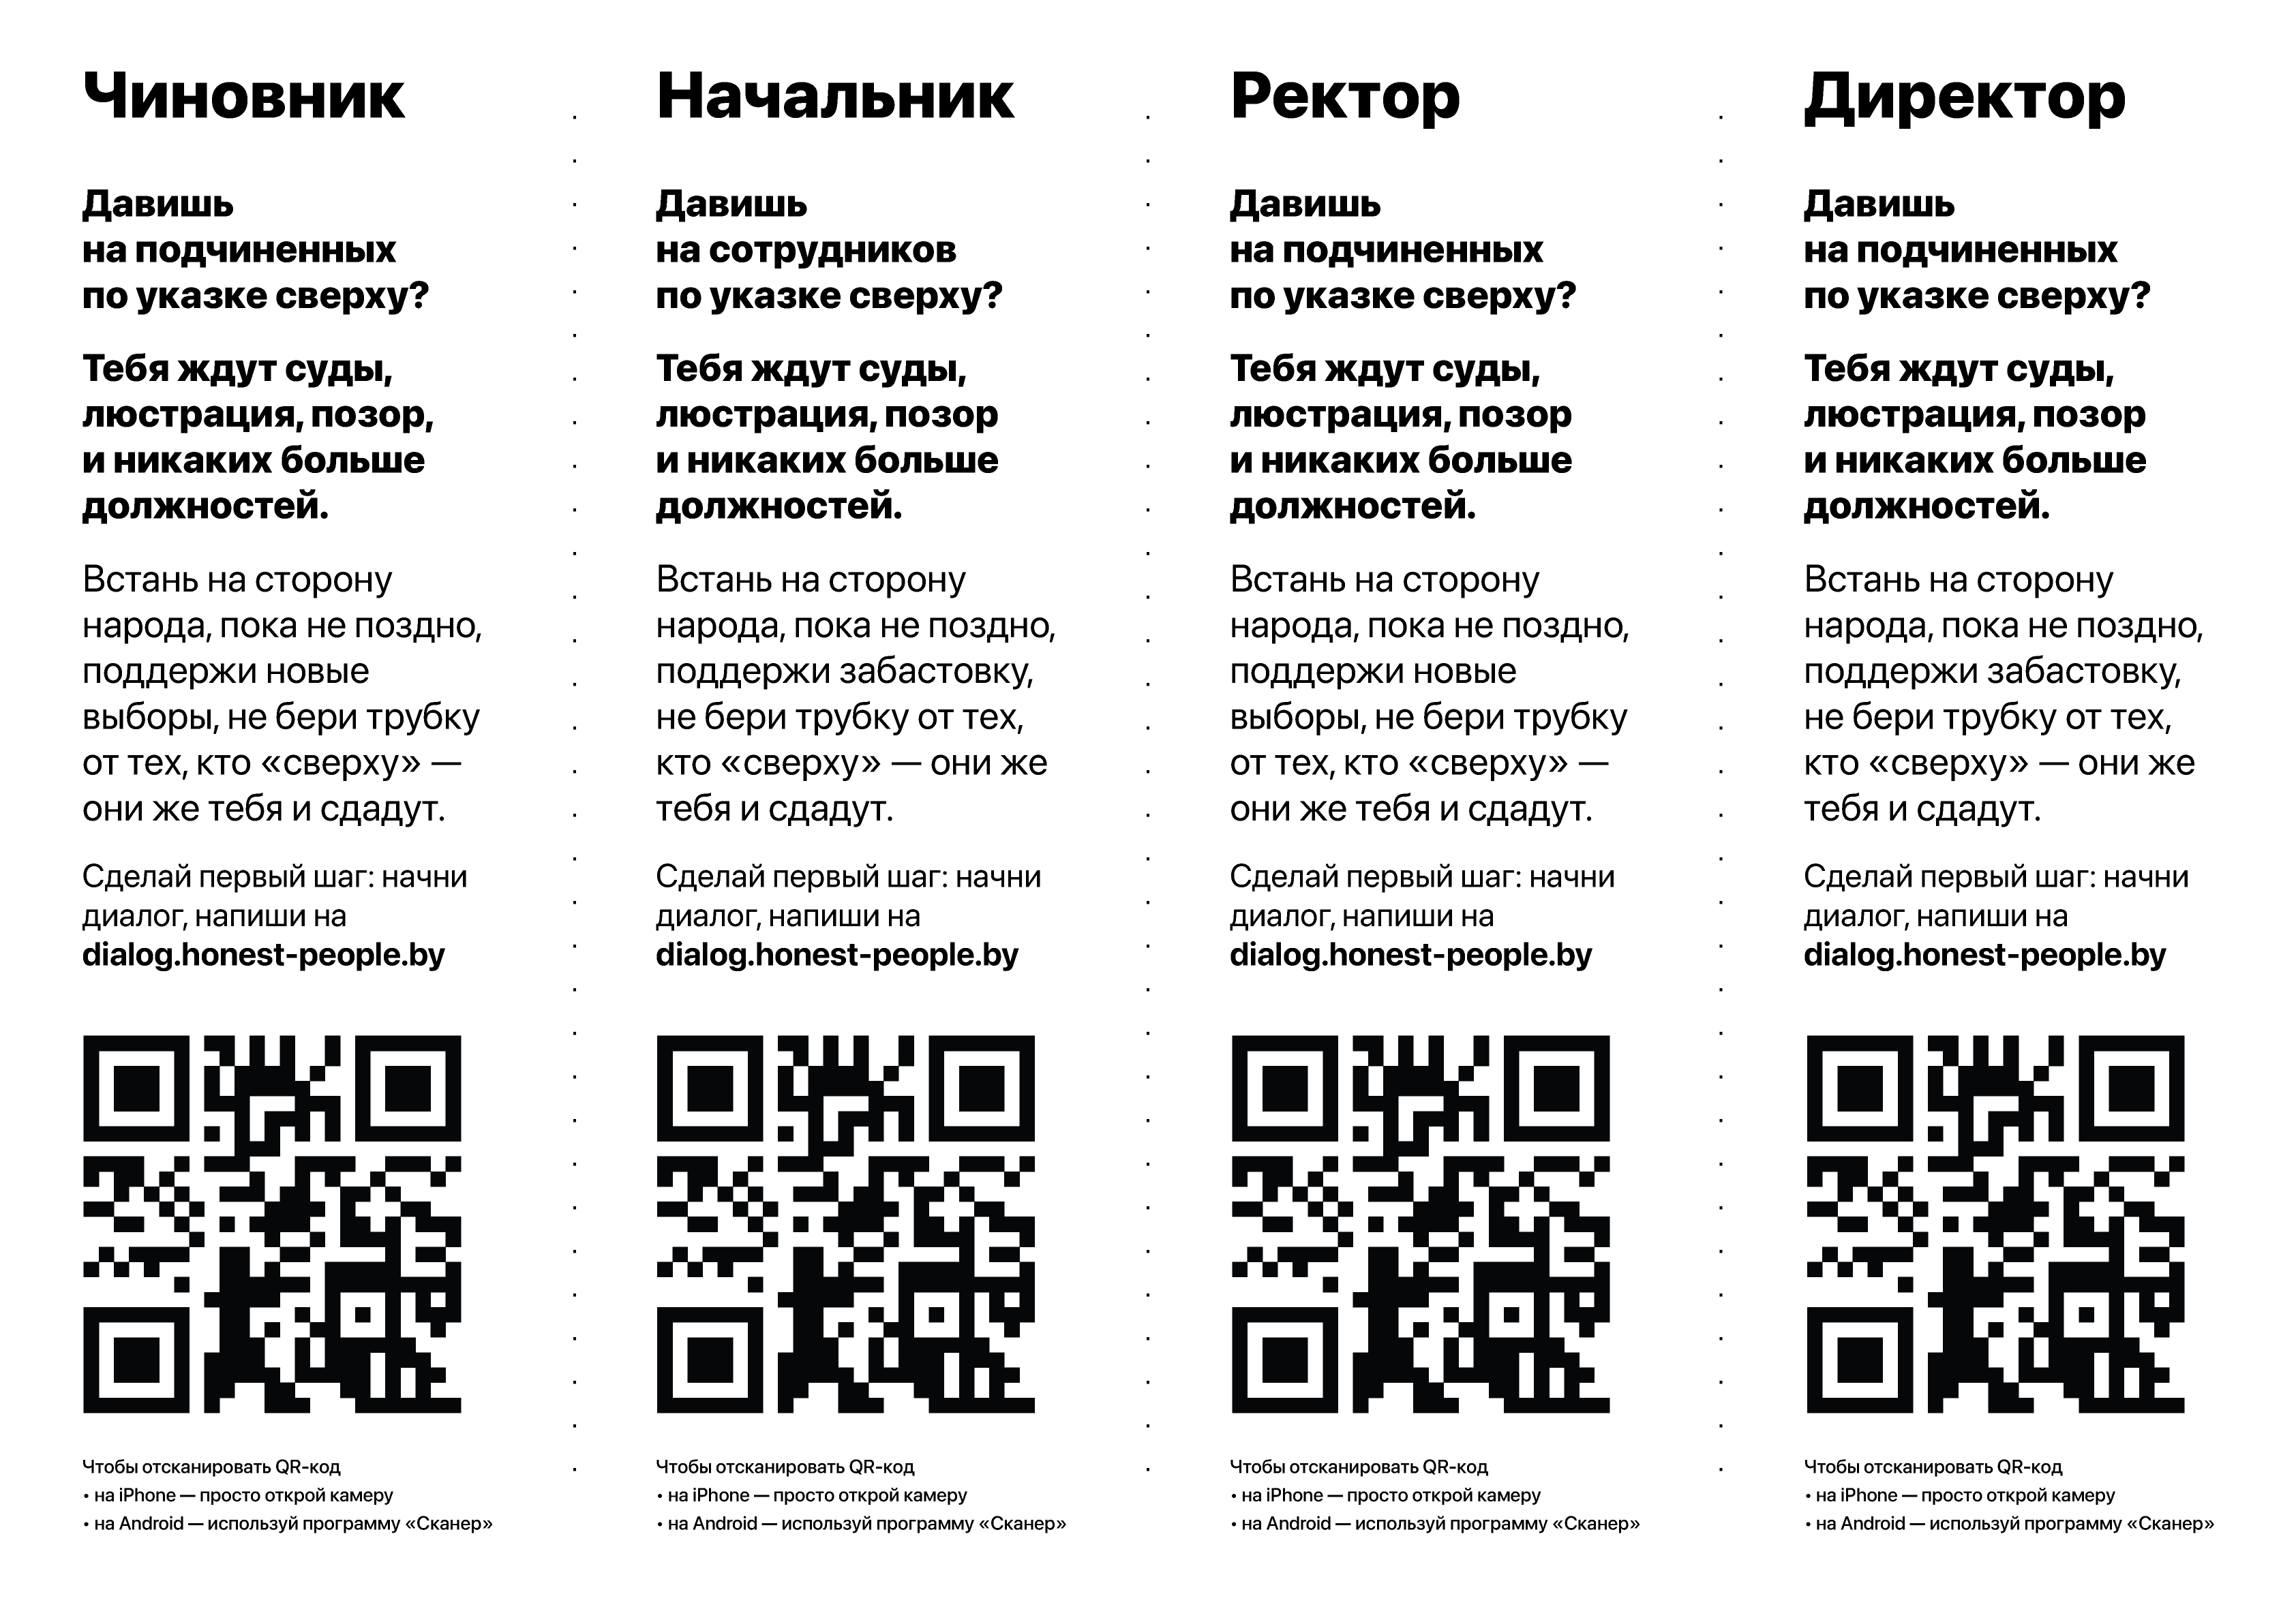 Чиновник
Давишь
на подчиненных
по указке сверху?
Тебя ждут суды,
люстрация, позор,
и никаких больше
должностей.
Встань на сторону
народа, пока не поздно,
поддержи новые
выборы, не бери трубку
от тех, кто «сверху» —
они же тебя и сдадут.
Сделай первый шаг: начни
диалог, напиши на
dialog.honest-people.by
Чтобы отсканировать QR-код
• на iPhone — просто открой камеру
• на Android — используй программу «Сканер»
Начальник
Давишь
на сотрудников
по указке сверху?
Тебя ждут суды,
люстрация, позор
и никаких больше
должностей.
Встань на сторону
народа, пока не поздно,
поддержи забастовку,
не бери трубку от тех,
кто «сверху» — они же
тебя и сдадут.
Сделай первый шаг: начни
диалог, напиши на
dialog.honest-people.by
Чтобы отсканировать QR-код
• на iPhone — просто открой камеру
• на Android — используй программу «Сканер»
Ректор
Давишь
на подчиненных
по указке сверху?
Тебя ждут суды,
люстрация, позор
и никаких больше
должностей.
Встань на сторону
народа, пока не поздно,
поддержи новые
выборы, не бери трубку
от тех, кто «сверху» —
они же тебя и сдадут.
Сделай первый шаг: начни
диалог, напиши на
dialog.honest-people.by
Чтобы отсканировать QR-код
• на iPhone — просто открой камеру
• на Android — используй программу «Сканер»
Директор
Давишь
на подчиненных
по указке сверху?
Тебя ждут суды,
люстрация, позор
и никаких больше
должностей.
Встань на сторону
народа, пока не поздно,
поддержи забастовку,
не бери трубку от тех,
кто «сверху» — они же
тебя и сдадут.
Сделай первый шаг: начни
диалог, напиши на
dialog.honest-people.by
Чтобы отсканировать QR-код
• на iPhone — просто открой камеру
• на Android — используй программу «Сканер»